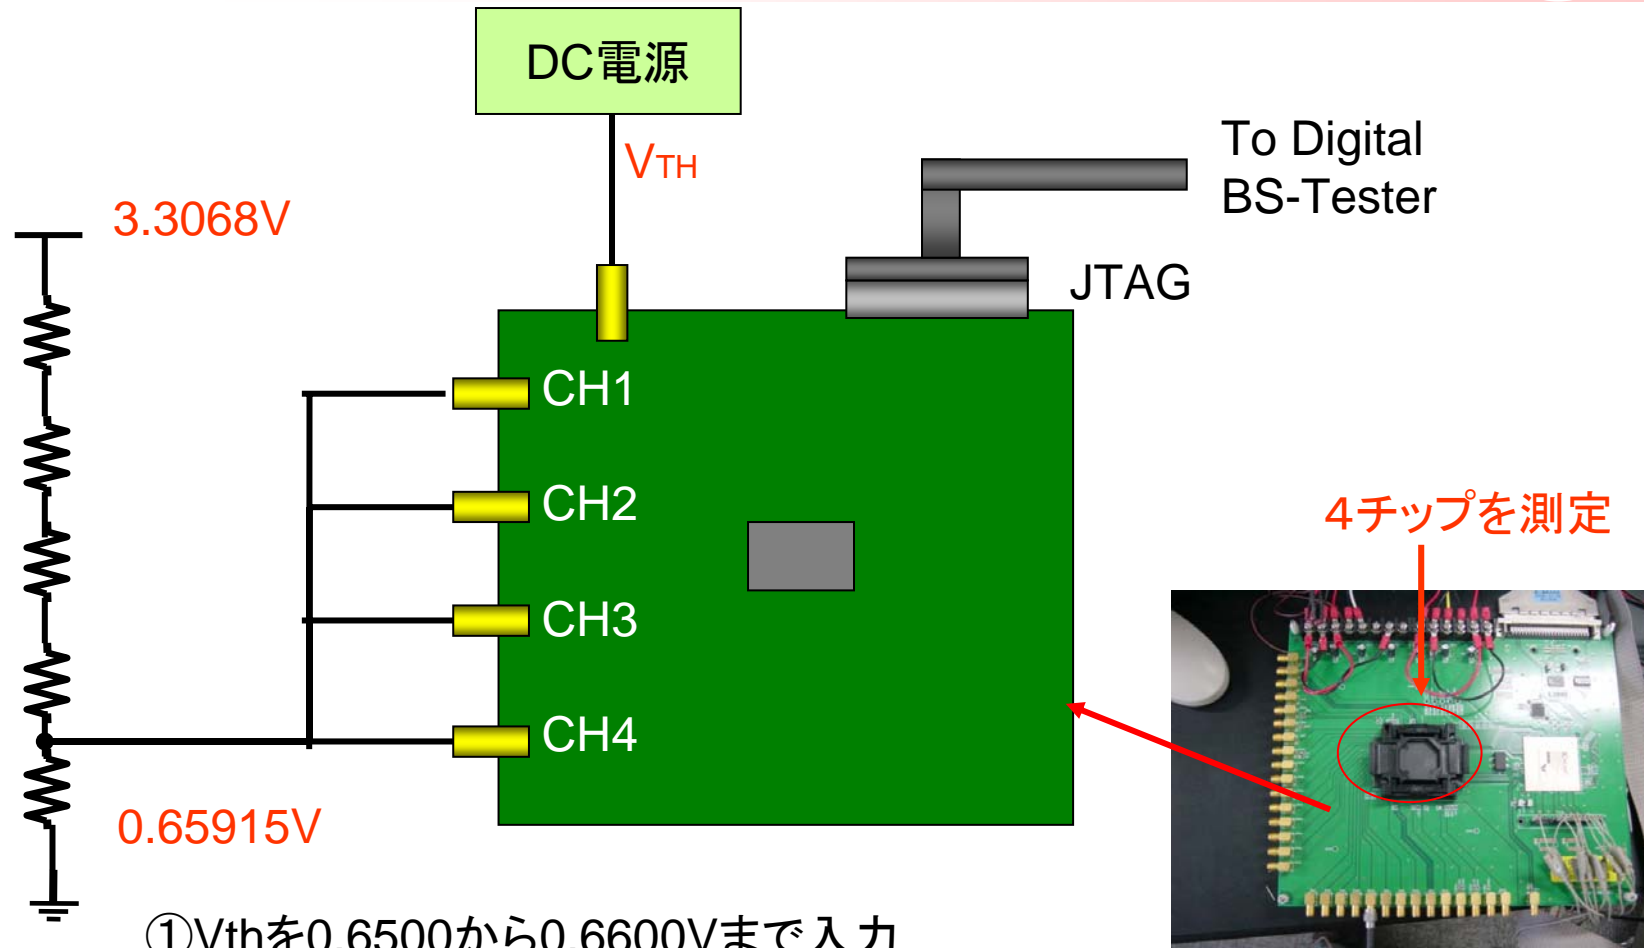 DC電源
VTH
To Digital
BS-Tester
3.3068V
JTAG
CH1
CH2
CH3
CH4
4チップを測定
0.65915V
①Vthを0.6500から0.6600Vまで入力